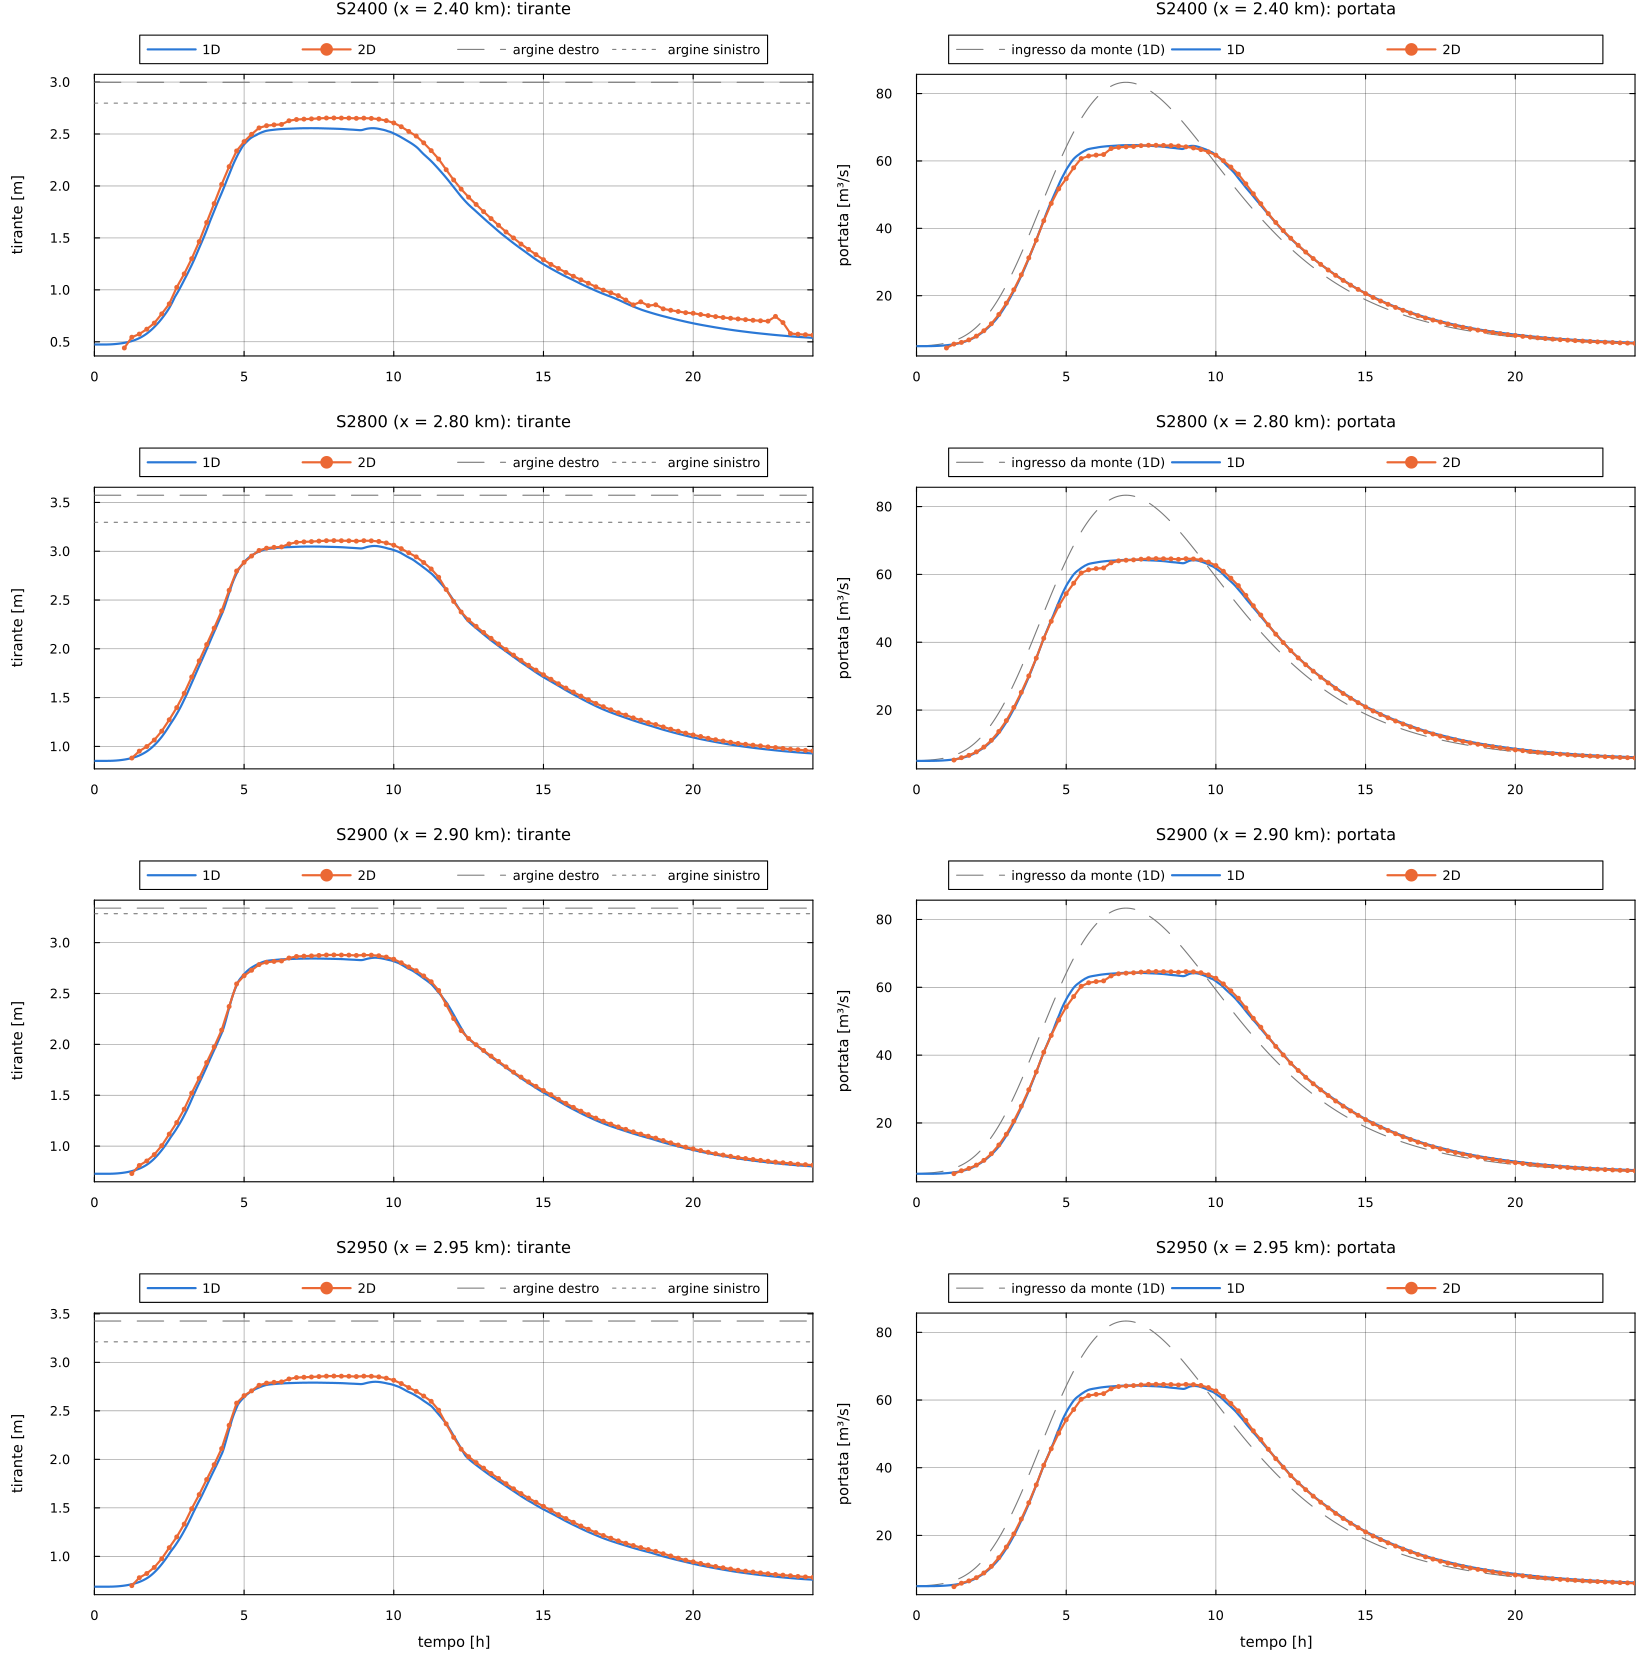 S2400 (x = 2.40 km): tirante
1D 2D argine destro argine sinistro
tirante [m]
3.0
2.5
2.0
1.5
1.0
0.5
0 5 10 15 20
S2400 (x = 2.40 km): portata
ingresso da monte (1D) 1D 2D
portata [m³/s]
80
60
40
20
0 5 10 15 20
S2800 (x = 2.80 km): tirante
1D 2D argine destro argine sinistro
tirante [m]
3.5
3.0
2.5
2.0
1.5
1.0
0 5 10 15 20
S2800 (x = 2.80 km): portata
ingresso da monte (1D) 1D 2D
portata [m³/s]
80
60
40
20
0 5 10 15 20
S2900 (x = 2.90 km): tirante
1D 2D argine destro argine sinistro
tirante [m]
3.0
2.5
2.0
1.5
1.0
0 5 10 15 20
S2900 (x = 2.90 km): portata
ingresso da monte (1D) 1D 2D
portata [m³/s]
80
60
40
20
0 5 10 15 20
S2950 (x = 2.95 km): tirante
1D 2D argine destro argine sinistro
tirante [m]
3.5
3.0
2.5
2.0
1.5
1.0
0 5 10 15 20
tempo [h]
S2950 (x = 2.95 km): portata
ingresso da monte (1D) 1D 2D
portata [m³/s]
80
60
40
20
0 5 10 15 20
tempo [h]